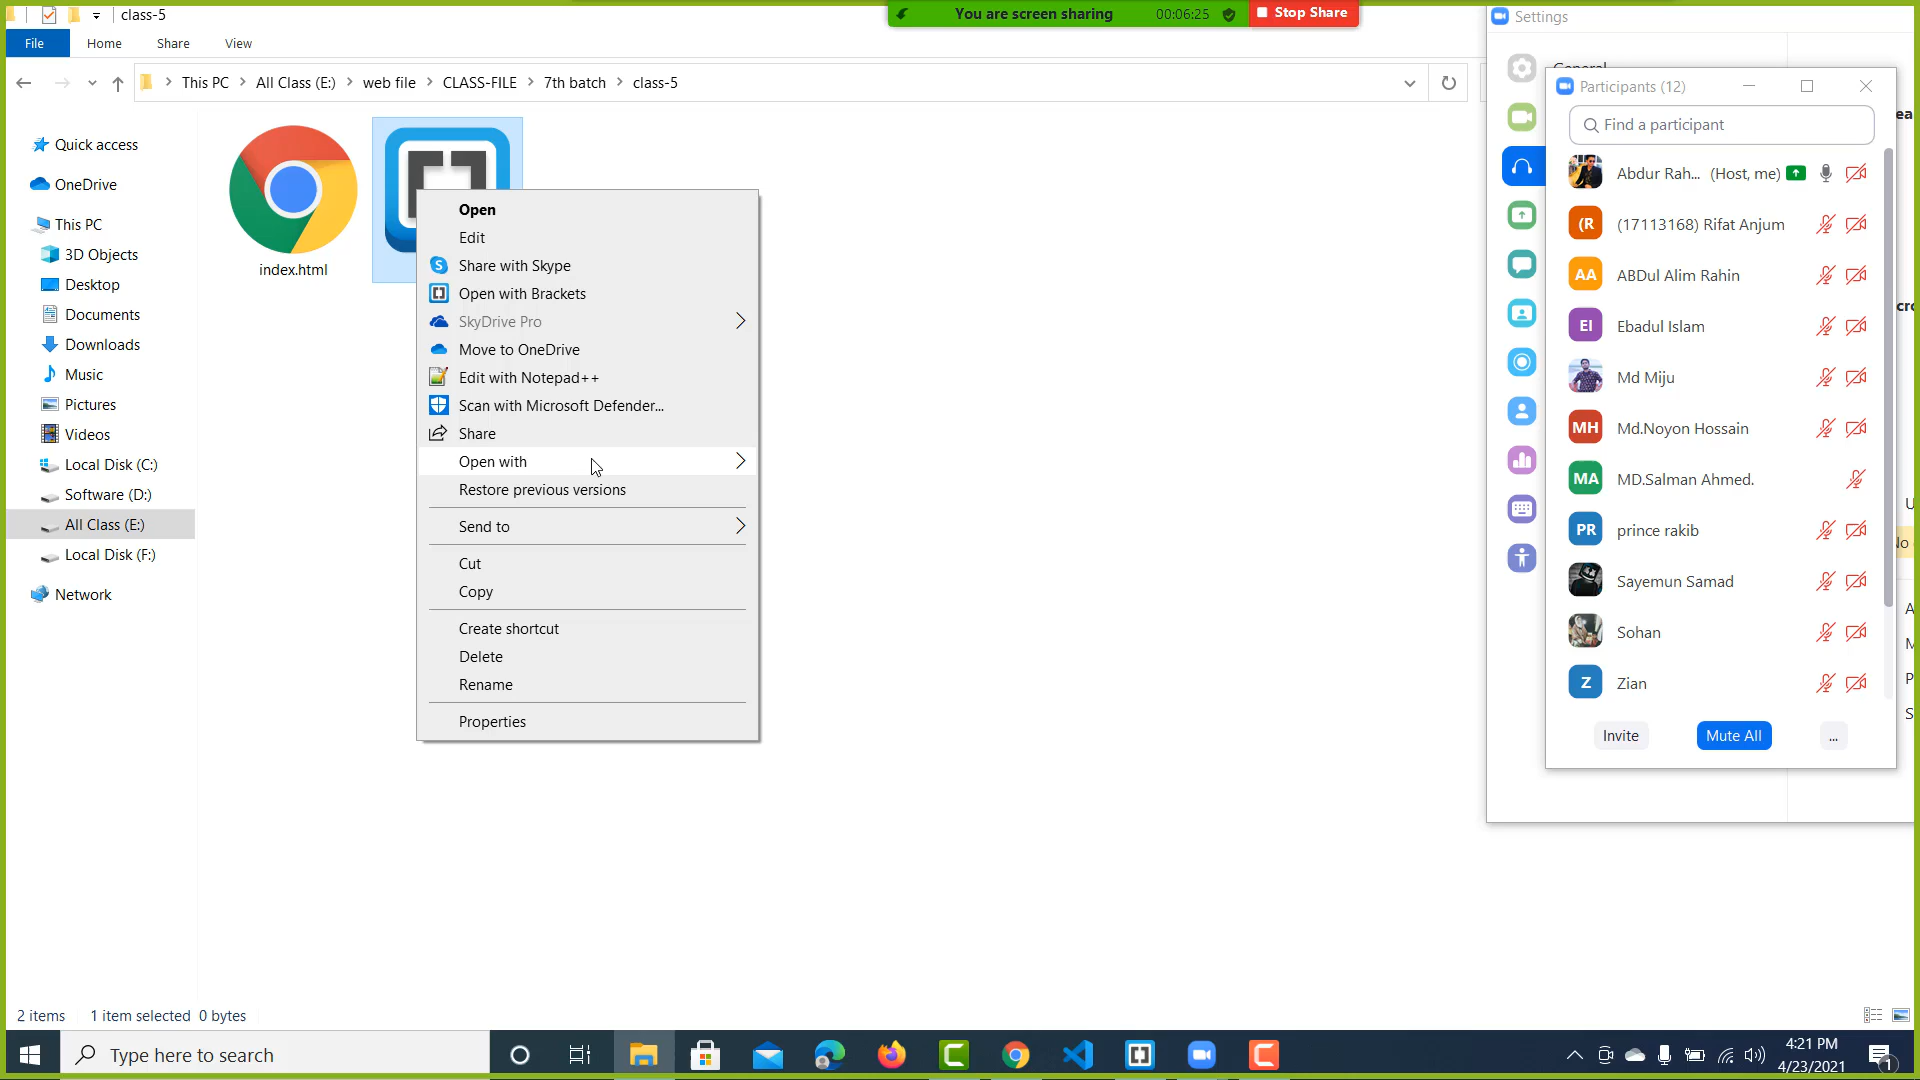 class-5
You are screen sharing 00:06:25 Stop Share
Settings
File Home Share View
This PC All Class (E:) web file CLASS-FILE 7th batch class-5
General
Participants (12)
Find a participant
Quick access
OneDrive
This PC
3D Objects
Desktop
Documents
Downloads
Music
Pictures
Videos
Local Disk (C:)
Software (D:)
All Class (E:)
Local Disk (F:)
Network
index.html
Open
Edit
Share with Skype
Open with Brackets
SkyDrive Pro
Move to OneDrive
Edit with Notepad++
Scan with Microsoft Defender...
Share
Open with
Restore previous versions
Send to
Cut
Copy
Create shortcut
Delete
Rename
Properties
Abdur Rah... (Host, me)
(R (17113168) Rifat Anjum
AA ABDul Alim Rahin
EI Ebadul Islam
Md Miju
MH Md.Noyon Hossain
MA MD.Salman Ahmed.
PR prince rakib
Sayemun Samad
Sohan
Z Zian
Invite Mute All ...
2 items 1 item selected 0 bytes
Type here to search
4:21 PM
4/23/2021
1